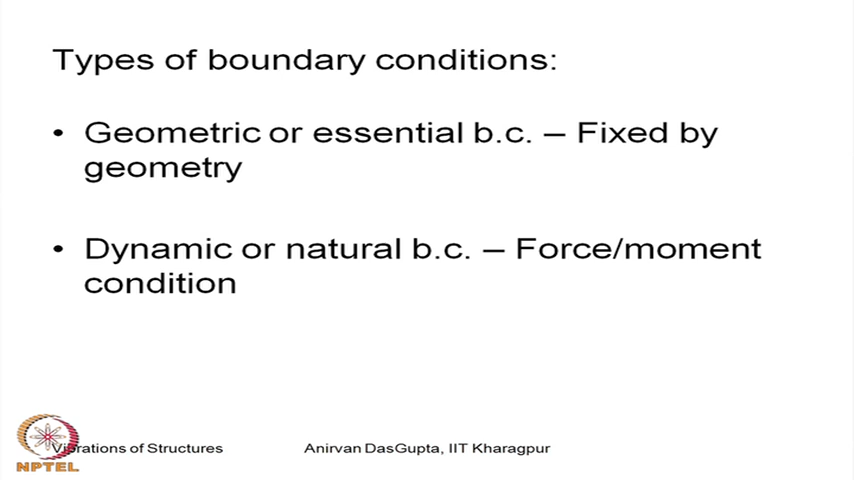 Types of boundary conditions:
• Geometric or essential b.c. – Fixed by
geometry
• Dynamic or natural b.c. – Force/moment
condition
Vibrations of Structures
Anirvan DasGupta, IIT Kharagpur
NPTEL